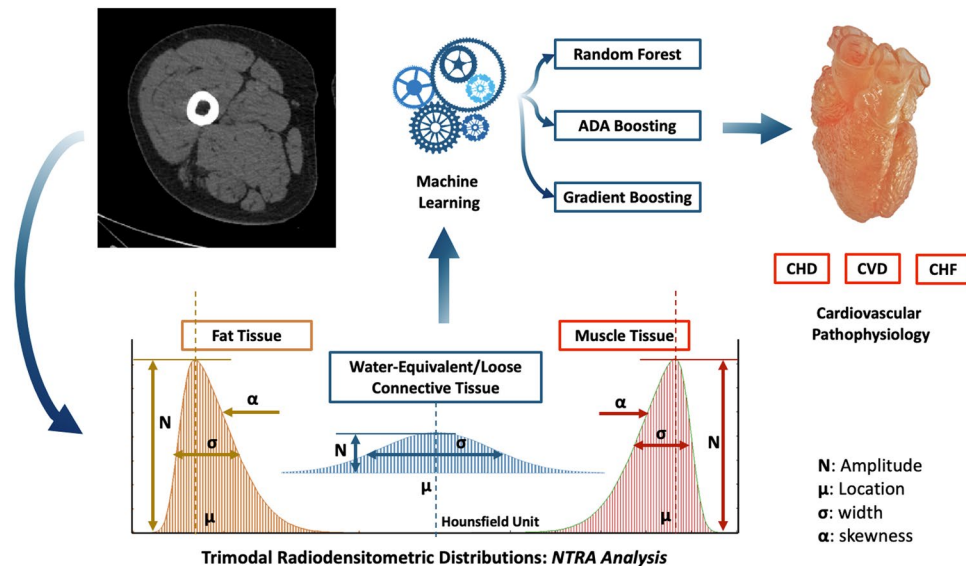 Machine
Learning
Random Forest
ADA Boosting
Gradient Boosting
CHD
CVD
CHF
Cardiovascular
Pathophysiology
Fat Tissue
Water-Equivalent/Loose
Connective Tissue
Muscle Tissue
N
α
σ
μ
N
σ
μ
Hounsfield Unit
α
σ
N
μ
N: Amplitude
μ: Location
σ: width
α: skewness
Trimodal Radiodensitometric Distributions: NTRA Analysis